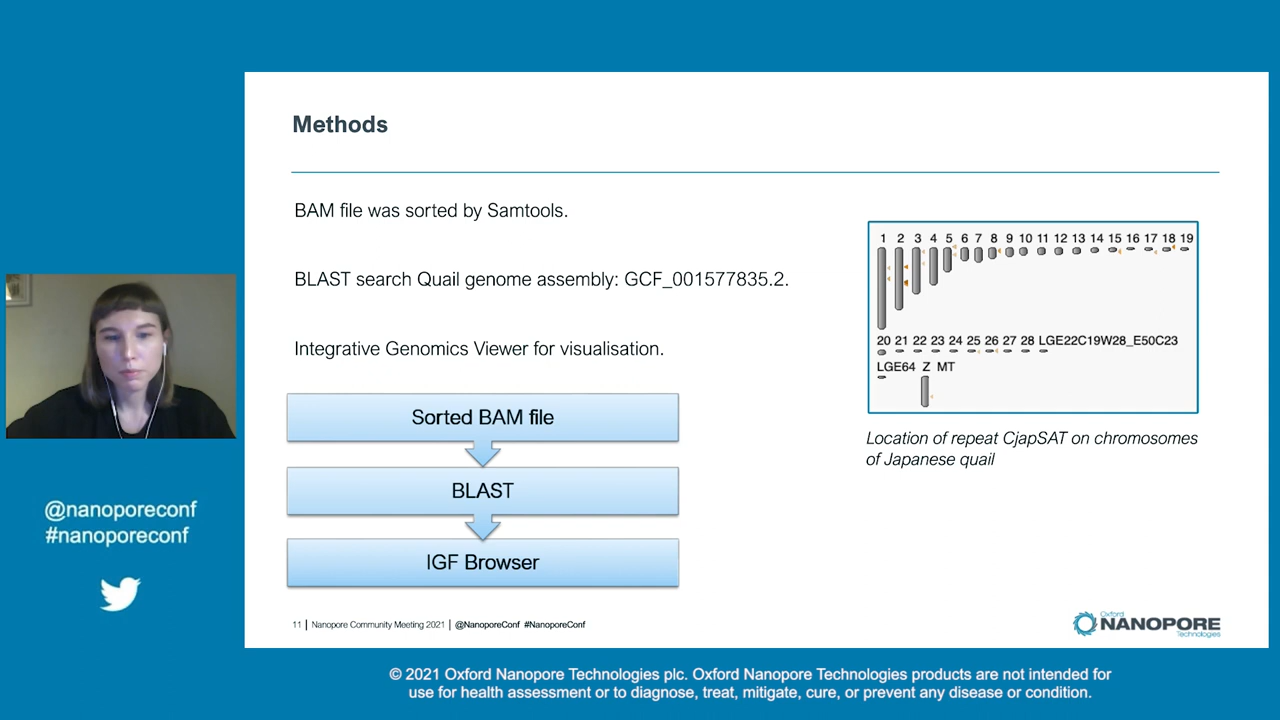 Methods
BAM file was sorted by Samtools.
BLAST search Quail genome assembly: GCF_001577835.2.
Integrative Genomics Viewer for visualisation.
Sorted BAM file
BLAST
IGF Browser
1 2 3 4 5 6 7 8 9 10 11 12 13 14 15 16 17 18 19
20 21 22 23 24 25 26 27 28 LGE22C19W28_E50C23
LGE64 Z MT
Location of repeat CjapSAT on chromosomes
of Japanese quail
@nanoporeconf
#nanoporeconf
11 | Nanopore Community Meeting 2021 | @NanoporeConf #NanoporeConf
Oxford
NANOPORE
Technologies
© 2021 Oxford Nanopore Technologies plc. Oxford Nanopore Technologies products are not intended for
use for health assessment or to diagnose, treat, mitigate, cure, or prevent any disease or condition.